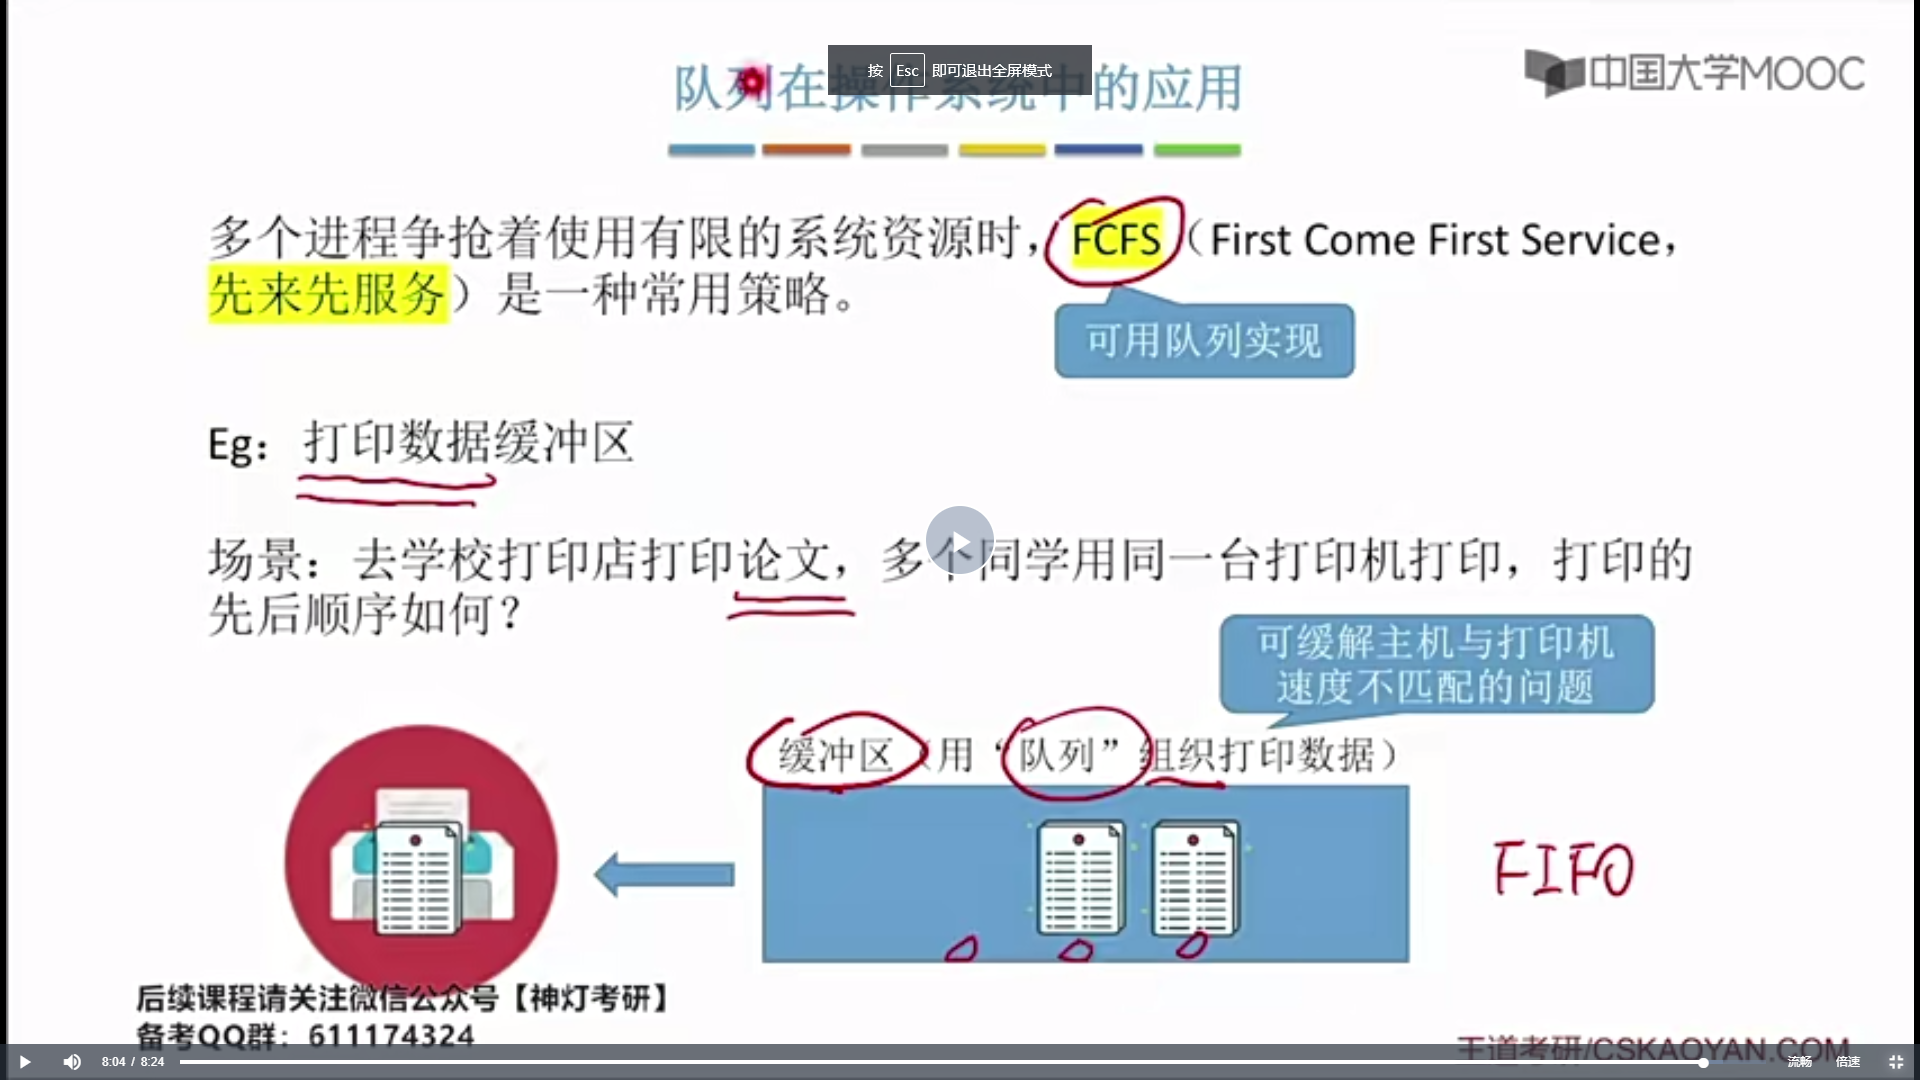 队列在操作系统中的应用
按 Esc 即可退出全屏模式
中国大学MOOC
多个进程争抢着使用有限的系统资源时，FCFS（First Come First Service，
先来先服务）是一种常用策略。
可用队列实现
Eg：打印数据缓冲区
场景：去学校打印店打印论文，多个同学用同一台打印机打印，打印的
先后顺序如何？
可缓解主机与打印机
速度不匹配的问题
缓冲区（用“队列”组织打印数据）
FIFO
后续课程请关注微信公众号【神灯考研】
备考QQ群：611174324
王道考研/CSKAOYAN.COM
8:04 / 8:24
流畅
倍速